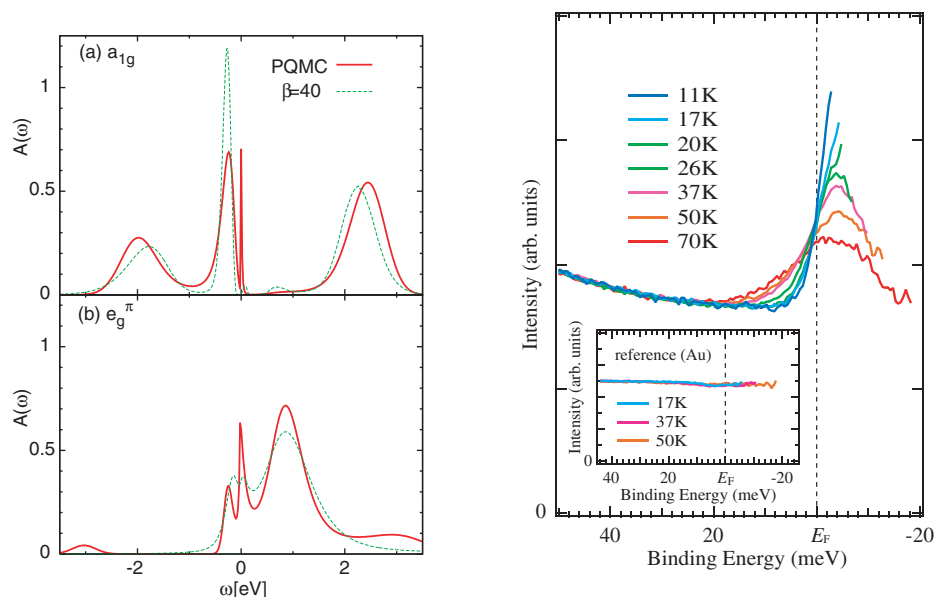 (a) a1g
PQMC
β=40
A(ω)
1
0.5
0
(b) egπ
A(ω)
1
0.5
0
-2 0 2
ω[eV]
11K
17K
20K
26K
37K
50K
70K
Intensity (arb. units)
0
40 20 EF -20
Binding Energy (meV)
reference (Au)
17K
37K
50K
Intensity (arb. units)
0
40 20 EF -20
Binding Energy (meV)